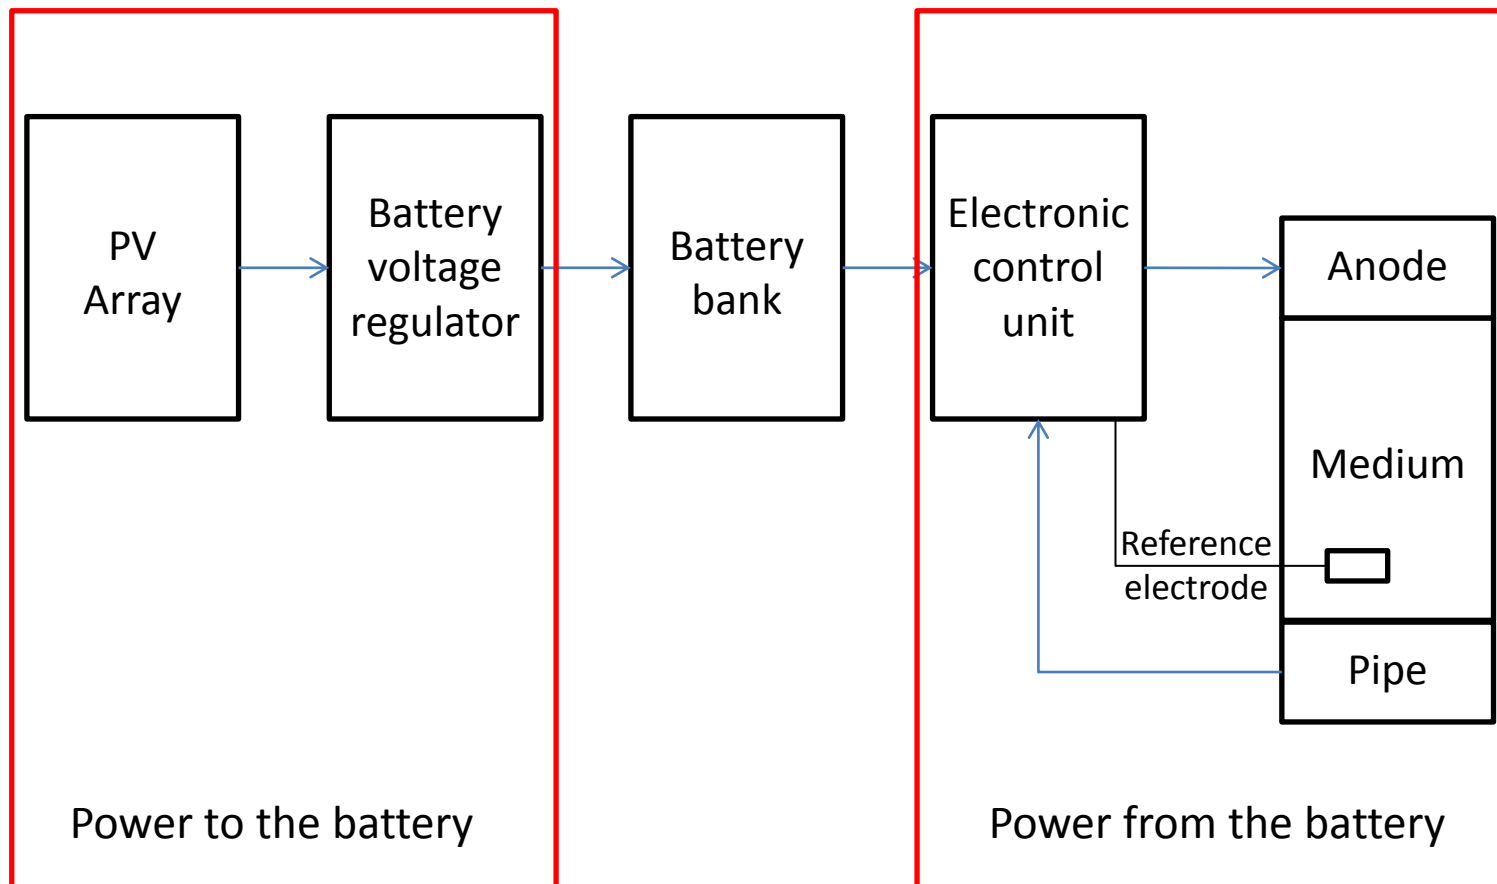 PV
Array
Battery
voltage
regulator
Battery
bank
Electronic
control
unit
Anode
Medium
Reference
electrode
Pipe
Power to the battery
Power from the battery